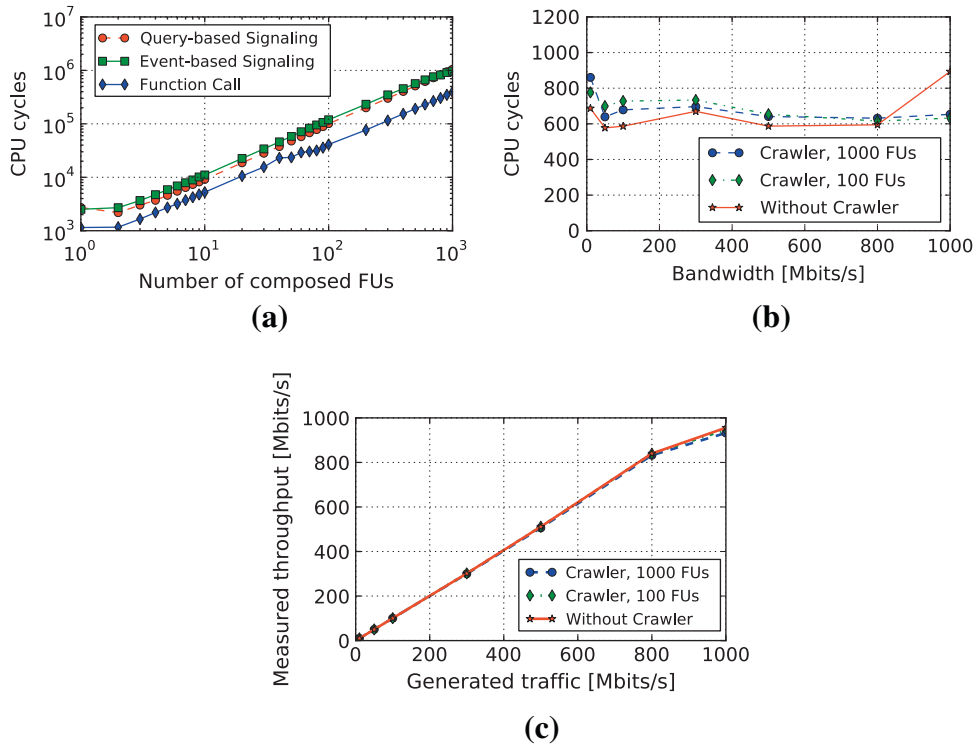 CPU cycles
10^7
10^6
10^5
10^4
10^3
10^0
10^1
10^2
10^3
Query-based Signaling
Event-based Signaling
Function Call
Number of composed FUs
(a)
CPU cycles
1200
1000
800
600
400
200
0
0
200
400
600
800
1000
Crawler, 1000 FUs
Crawler, 100 FUs
Without Crawler
Bandwidth [Mbits/s]
(b)
Measured throughput [Mbits/s]
1000
800
600
400
200
0
0
200
400
600
800
1000
Crawler, 1000 FUs
Crawler, 100 FUs
Without Crawler
Generated traffic [Mbits/s]
(c)